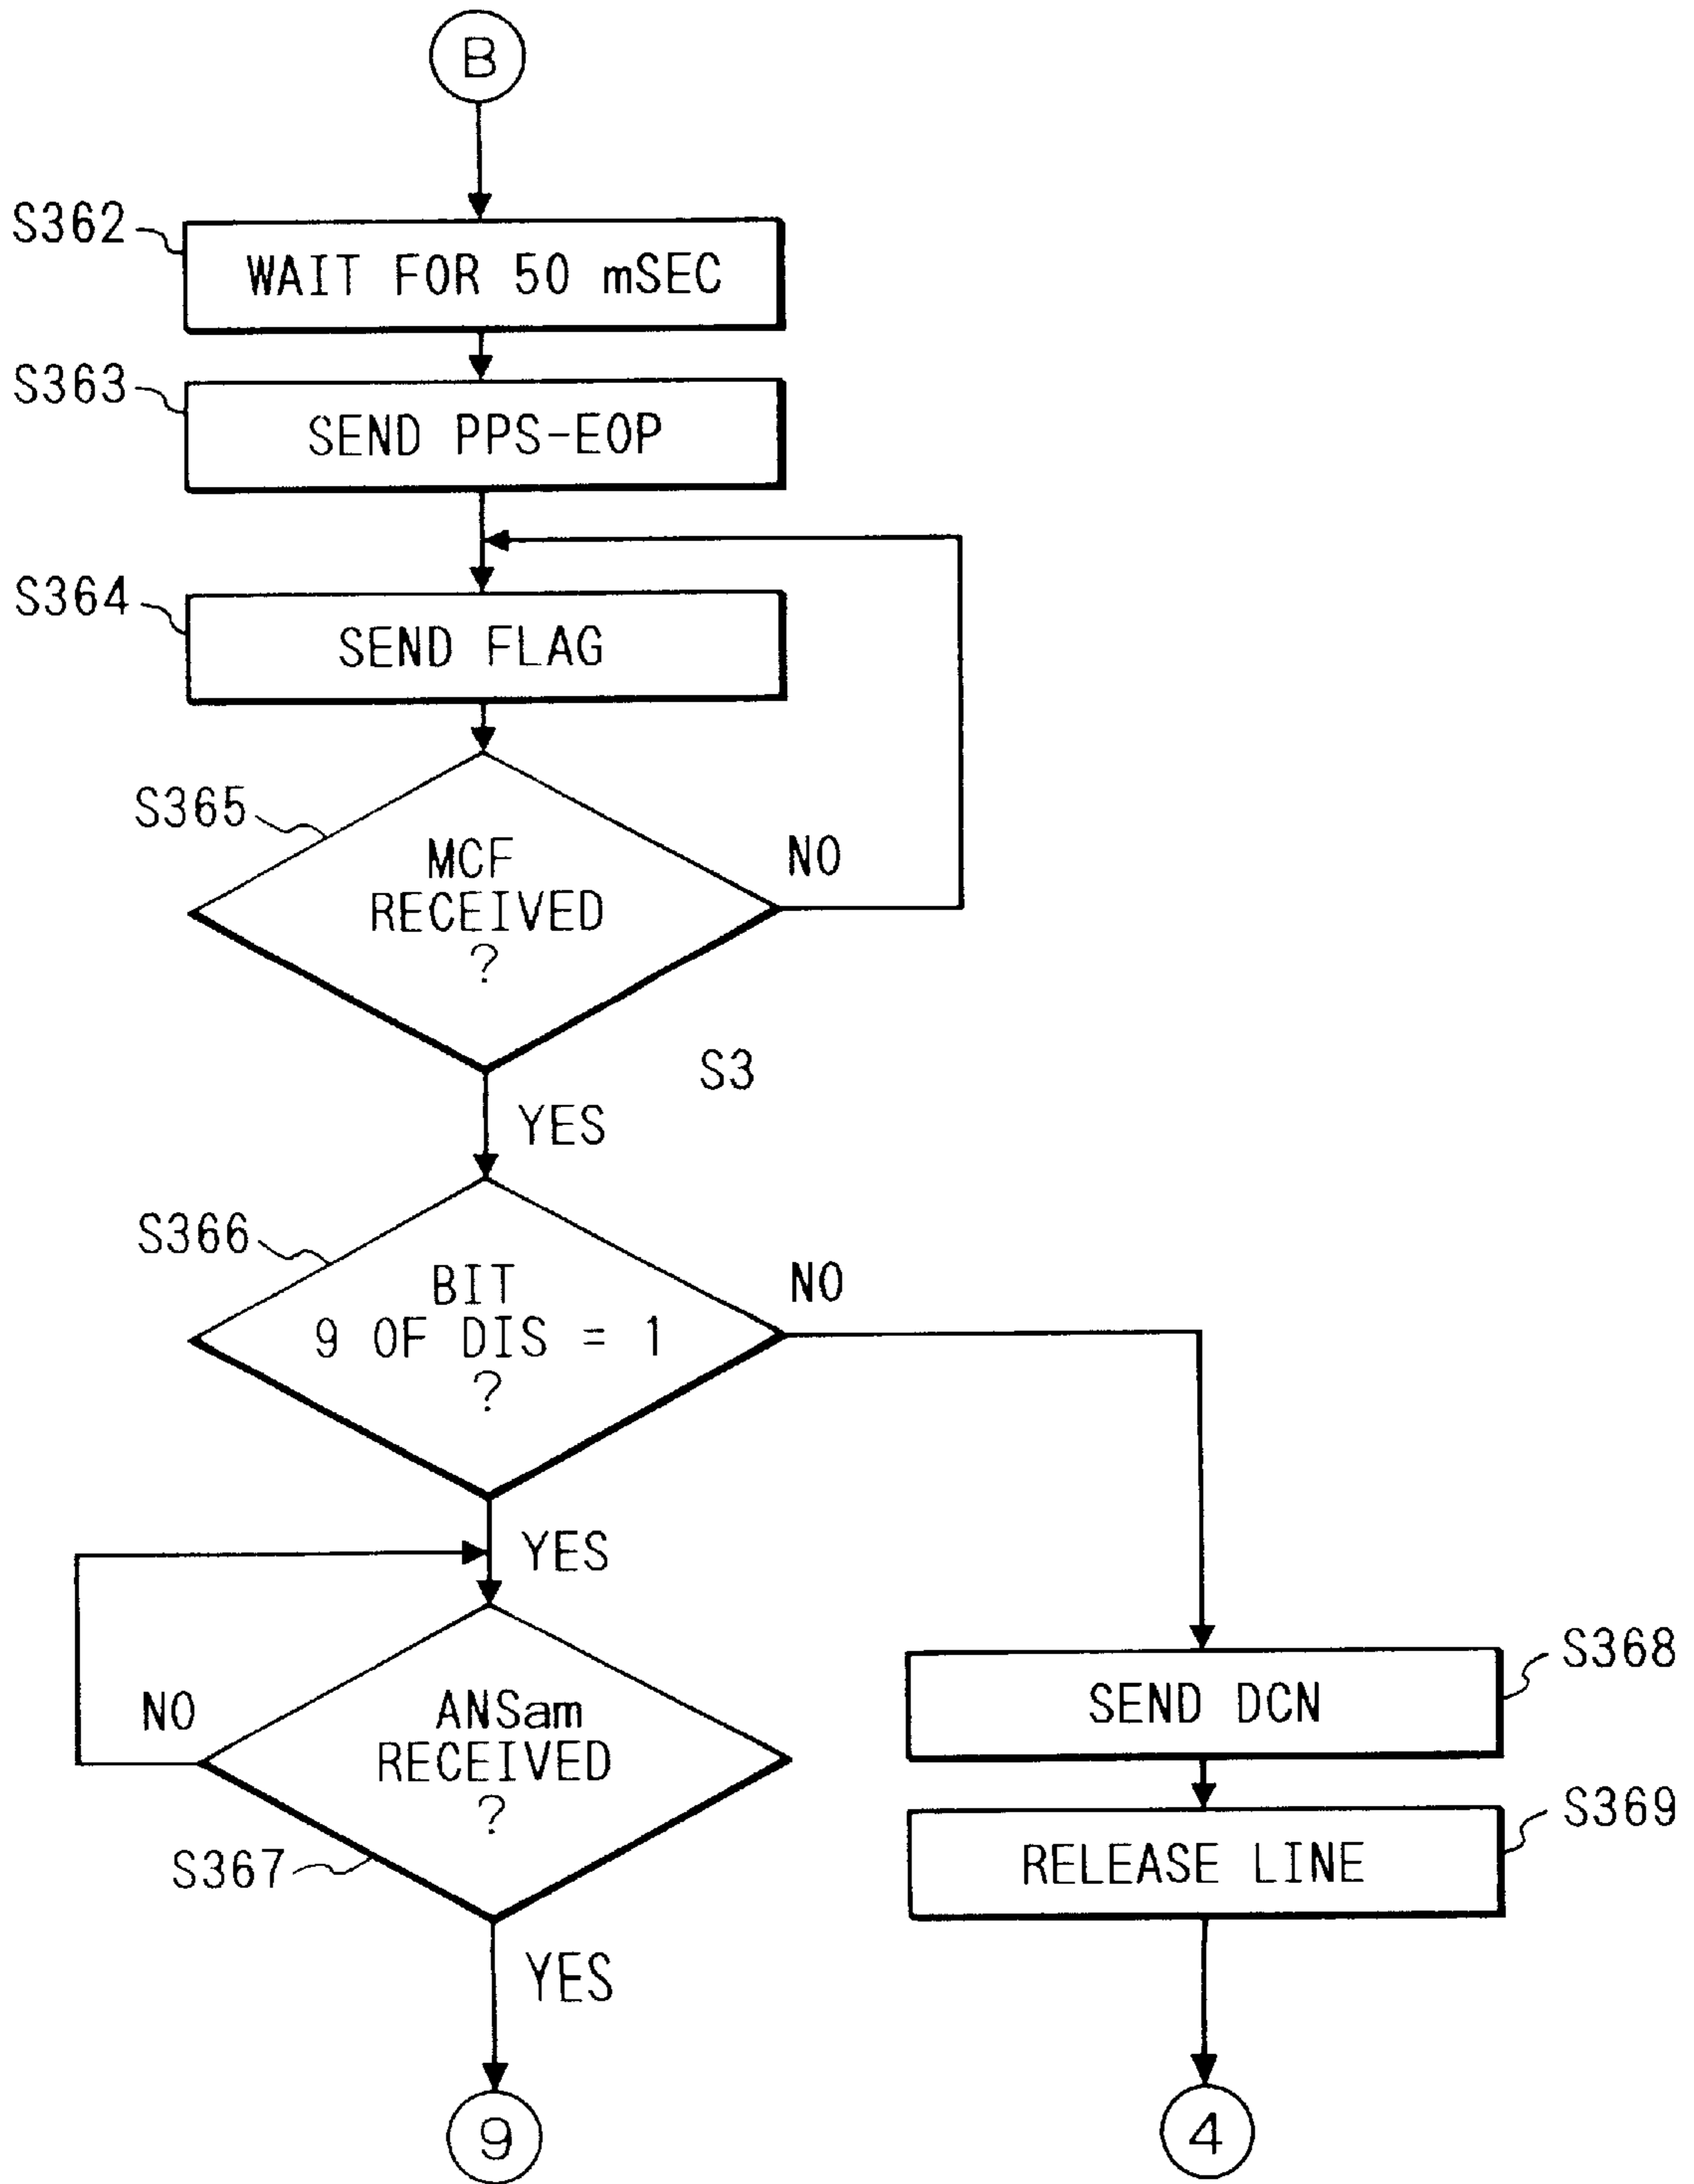 B
S362
WAIT FOR 50 mSEC
S363
SEND PPS-EOP
S364
SEND FLAG
S365
MCF
RECEIVED
?
NO
S3
YES
S366
BIT
9 OF DIS = 1
?
NO
YES
NO
ANSam
RECEIVED
?
S367
YES
9
S368
SEND DCN
S369
RELEASE LINE
4